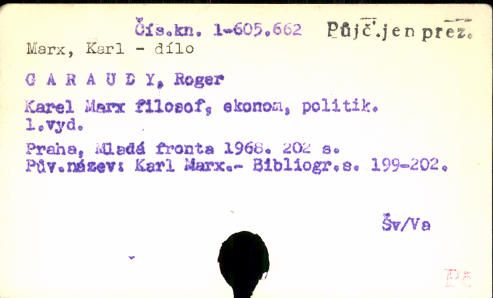 Čís.kn. 1-605.662 Půjč.jen prez.
Marx, Karl - dílo
G A R A U D Y, Roger
Karel Marx filosof, ekonom, politik.
1.vyd.
Praha, Mladá fronta 1968. 202 s.
Pův.název: Karl Marx.- Bibliogr.s. 199-202.
Šv/Va